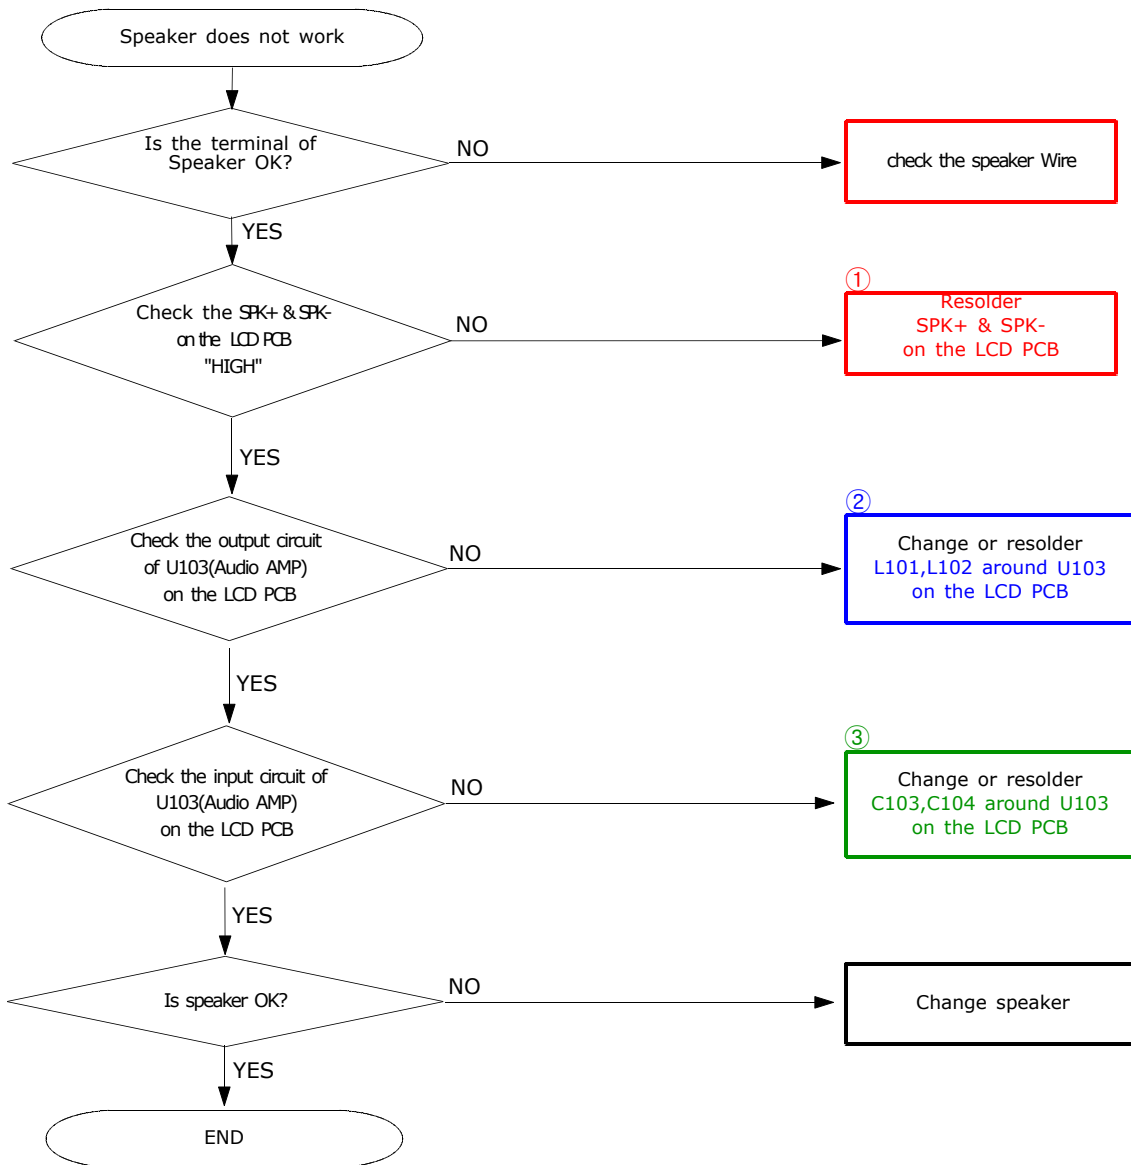 Speaker does not work
Is the terminal of
Speaker OK?
NO
check the speaker Wire
YES
Check the SPK+ & SPK-
on the LCD PCB
"HIGH"
NO
①
Resolder
SPK+ & SPK-
on the LCD PCB
YES
Check the output circuit
of U103(Audio AMP)
on the LCD PCB
NO
②
Change or resolder
L101,L102 around U103
on the LCD PCB
YES
Check the input circuit of
U103(Audio AMP)
on the LCD PCB
NO
③
Change or resolder
C103,C104 around U103
on the LCD PCB
YES
Is speaker OK?
NO
Change speaker
YES
END